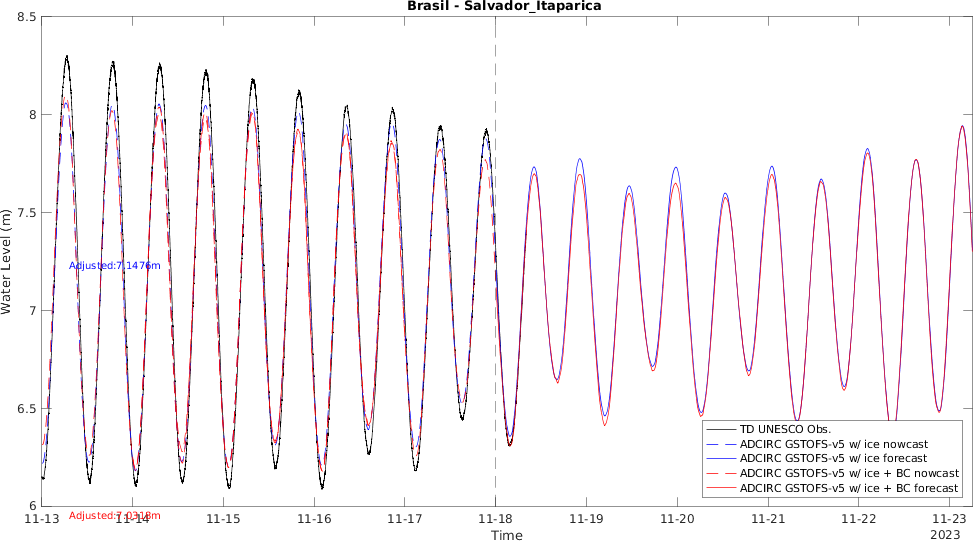 Brasil - Salvador_Itaparica
8.5
8
7.5
7
6.5
6
Water Level (m)
Adjusted:7.1476m
Adjusted:7.0318m
TD UNESCO Obs.
ADCIRC GSTOFS-v5 w/ ice nowcast
ADCIRC GSTOFS-v5 w/ ice forecast
ADCIRC GSTOFS-v5 w/ ice + BC nowcast
ADCIRC GSTOFS-v5 w/ ice + BC forecast
11-13 11-14 11-15 11-16 11-17 11-18 11-19 11-20 11-21 11-22 11-23
Time
2023